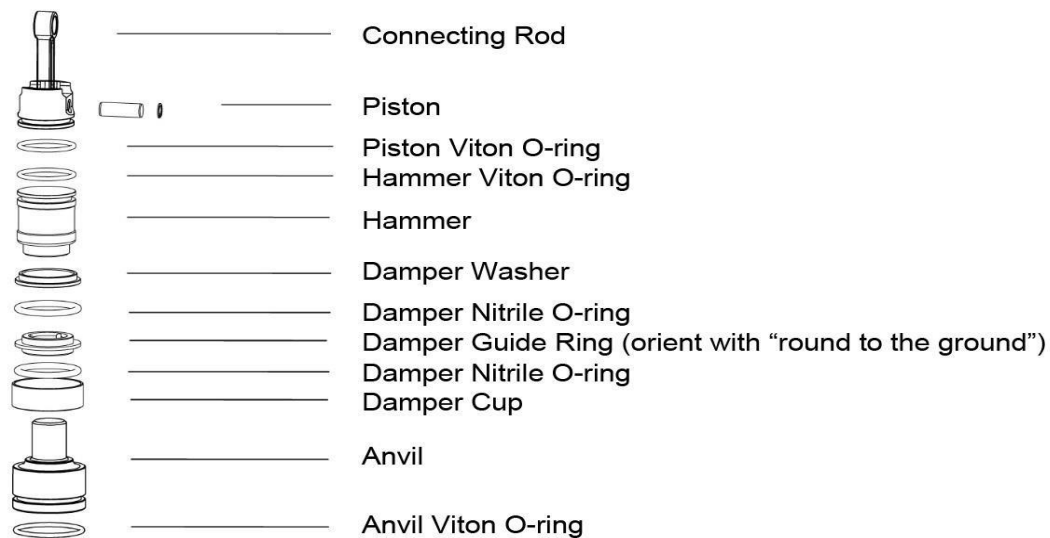 Connecting Rod
Piston
Piston Viton O-ring
Hammer Viton O-ring
Hammer
Damper Washer
Damper Nitrile O-ring
Damper Guide Ring (orient with “round to the ground”)
Damper Nitrile O-ring
Damper Cup
Anvil
Anvil Viton O-ring